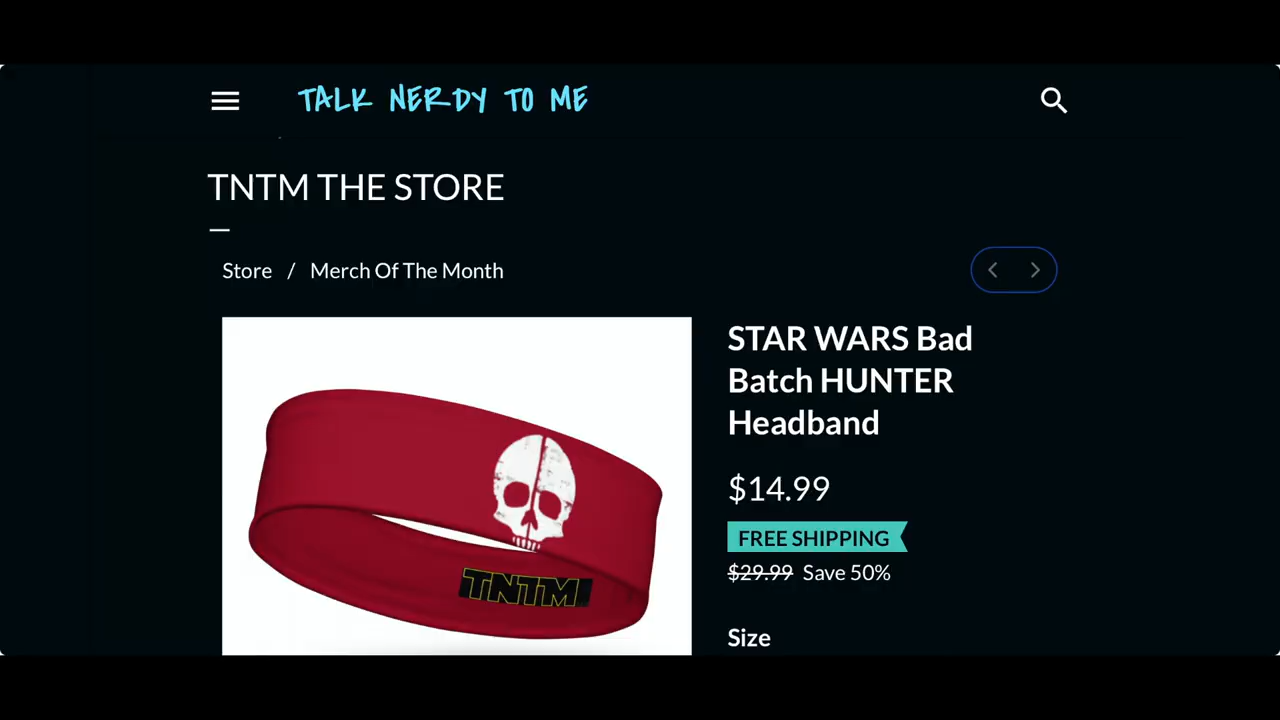 TALK NERDY TO ME
TNTM THE STORE
Store / Merch Of The Month
STAR WARS Bad
Batch HUNTER
Headband
$14.99
FREE SHIPPING
$29.99 Save 50%
TNTM
Size